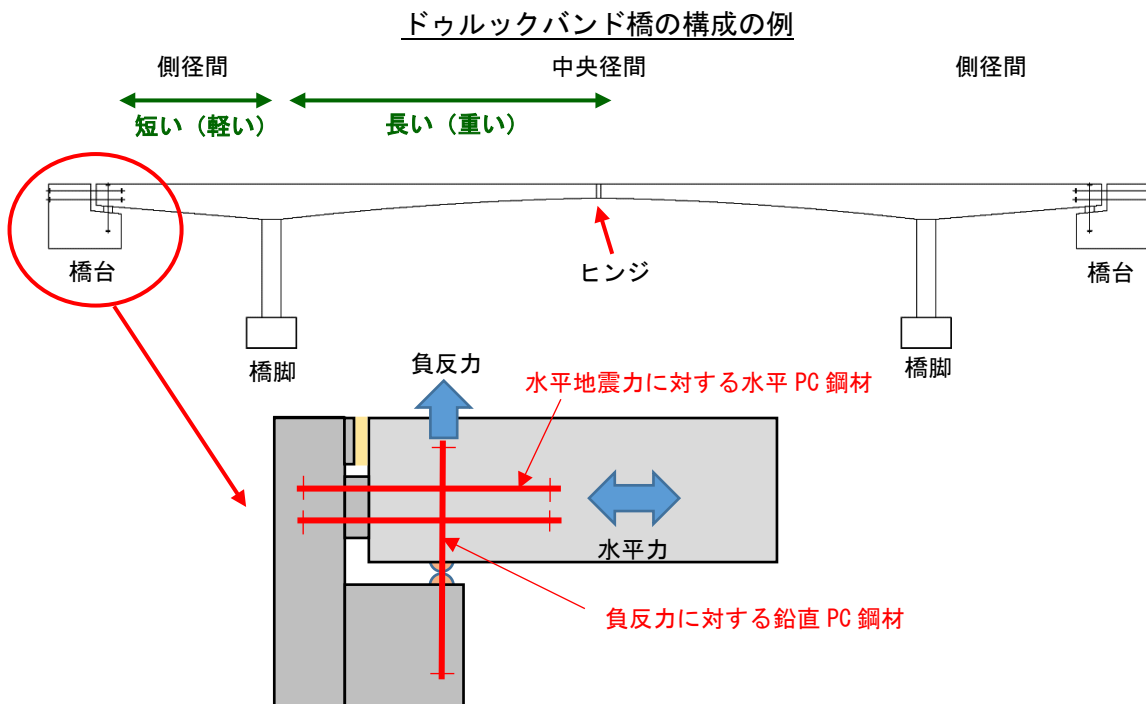 ドゥルックバンド橋の構成の例
側径間
中央径間
側径間
短い（軽い）
長い（重い）
橋台
ヒンジ
橋台
橋脚
橋脚
負反力
水平地震力に対する水平 PC 鋼材
水平力
負反力に対する鉛直 PC 鋼材